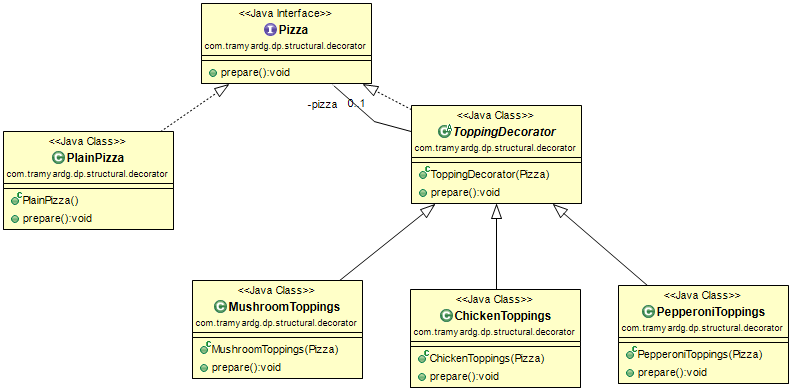 <<Java Interface>>
Pizza
com.tramyardg.dp.structural.decorator
prepare():void
-pizza 0..1
<<Java Class>>
PlainPizza
com.tramyardg.dp.structural.decorator
PlainPizza()
prepare():void
<<Java Class>>
ToppingDecorator
com.tramyardg.dp.structural.decorator
ToppingDecorator(Pizza)
prepare():void
<<Java Class>>
MushroomToppings
com.tramyardg.dp.structural.decorator
MushroomToppings(Pizza)
prepare():void
<<Java Class>>
ChickenToppings
com.tramyardg.dp.structural.decorator
ChickenToppings(Pizza)
prepare():void
<<Java Class>>
PepperoniToppings
com.tramyardg.dp.structural.decorator
PepperoniToppings(Pizza)
prepare():void